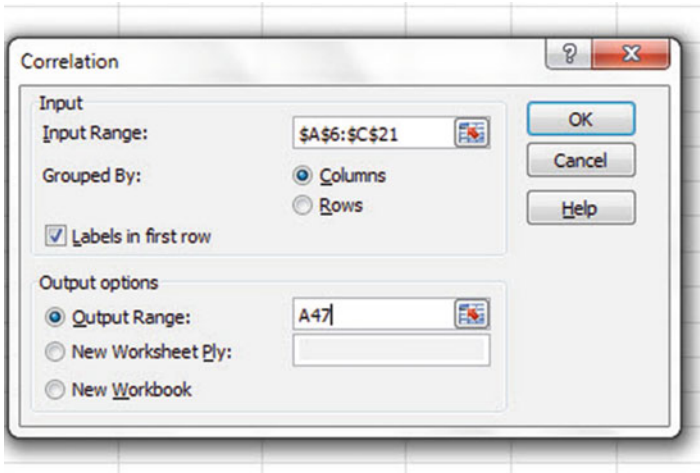 Correlation
Input
Input Range: $A$6:$C$21
OK
Cancel
Grouped By: Columns
Rows
Help
Labels in first row
Output options
Output Range: A47
New Worksheet Ply:
New Workbook